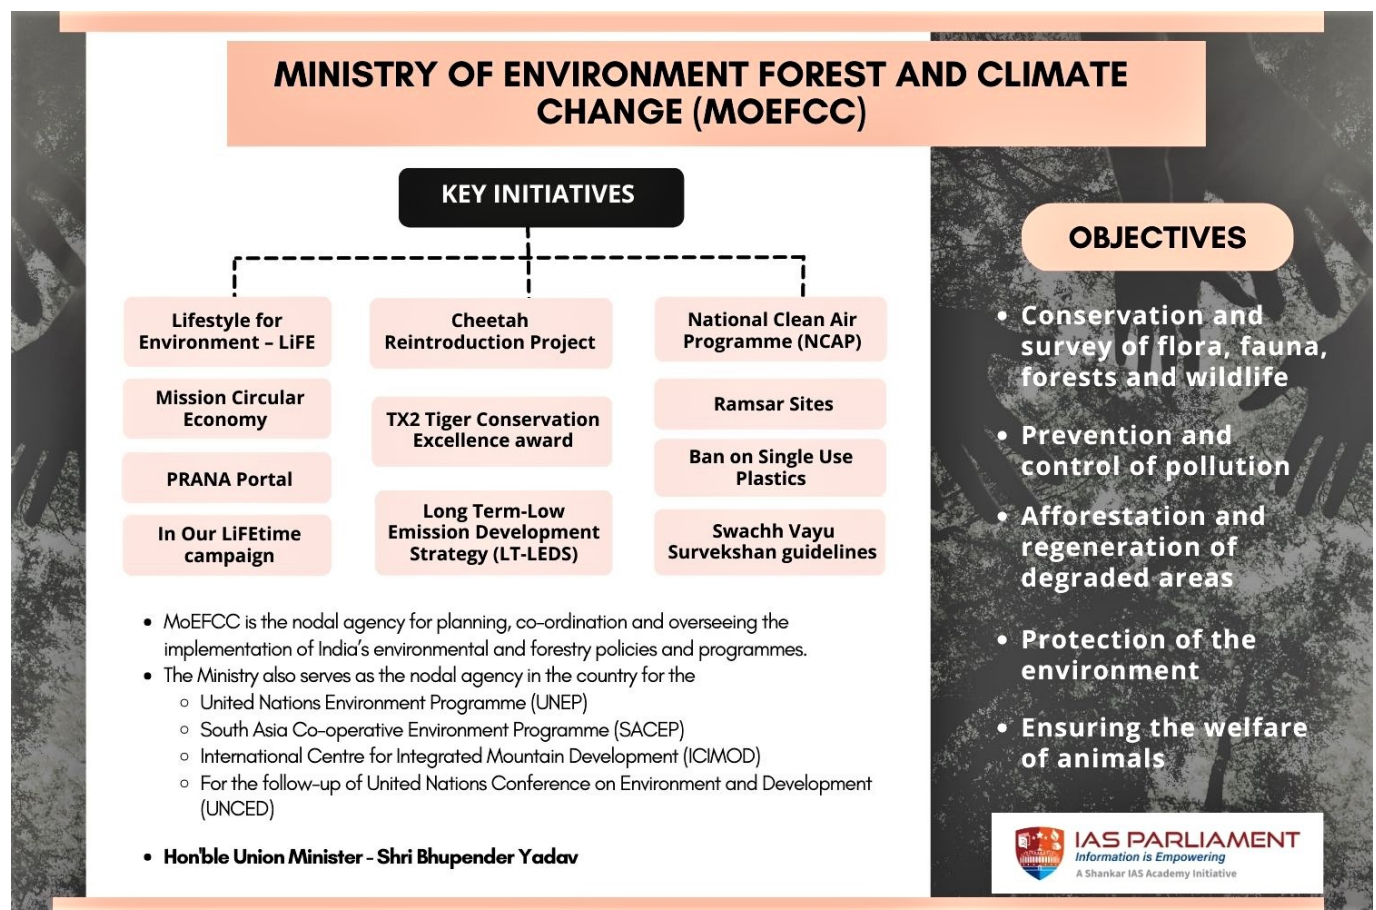 MINISTRY OF ENVIRONMENT FOREST AND CLIMATE
CHANGE (MOEFCC)
KEY INITIATIVES
Lifestyle for
Environment – LiFE
Mission Circular
Economy
PRANA Portal
In Our LiFEtime
campaign
Cheetah
Reintroduction Project
TX2 Tiger Conservation
Excellence award
Long Term-Low
Emission Development
Strategy (LT-LEDS)
National Clean Air
Programme (NCAP)
Ramsar Sites
Ban on Single Use
Plastics
Swachh Vayu
Survekshan guidelines
• MoEFCC is the nodal agency for planning, co-ordination and overseeing the
implementation of India's environmental and forestry policies and programmes.
• The Ministry also serves as the nodal agency in the country for the
○ United Nations Environment Programme (UNEP)
○ South Asia Co-operative Environment Programme (SACEP)
○ International Centre for Integrated Mountain Development (ICIMOD)
○ For the follow-up of United Nations Conference on Environment and Development
(UNCED)
• Hon'ble Union Minister - Shri Bhupender Yadav
OBJECTIVES
• Conservation and
survey of flora, fauna,
forests and wildlife
• Prevention and
control of pollution
• Afforestation and
regeneration of
degraded areas
• Protection of the
environment
• Ensuring the welfare
of animals
IAS PARLIAMENT
Information is Empowering
A Shankar IAS Academy Initiative